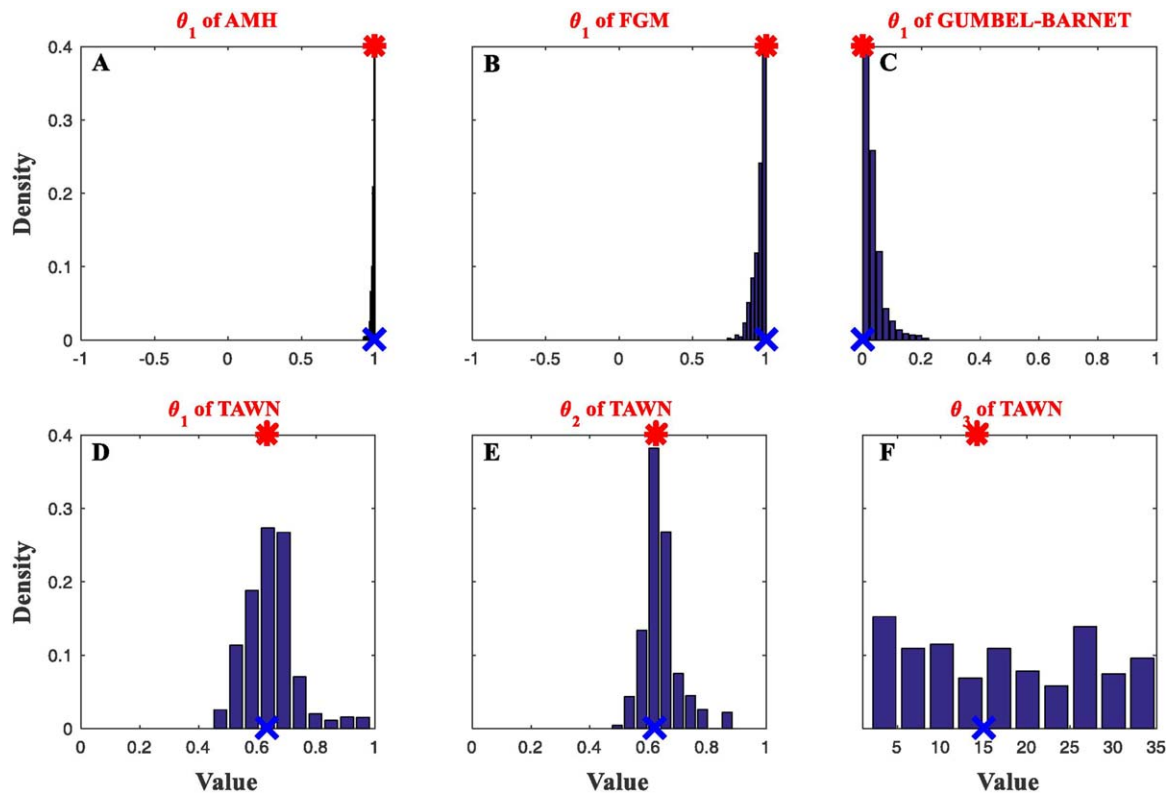 θ1 of AMH
θ1 of FGM
θ1 of GUMBEL-BARNET
0.4
0.3
0.2
0.1
0
Density
A
B
C
-1 -0.5 0 0.5 1
-1 -0.5 0 0.5 1
0 0.2 0.4 0.6 0.8 1
θ1 of TAWN
θ2 of TAWN
θ3 of TAWN
0.4
0.3
0.2
0.1
0
Density
D
E
F
0 0.2 0.4 0.6 0.8 1
0 0.2 0.4 0.6 0.8 1
5 10 15 20 25 30 35
Value
Value
Value